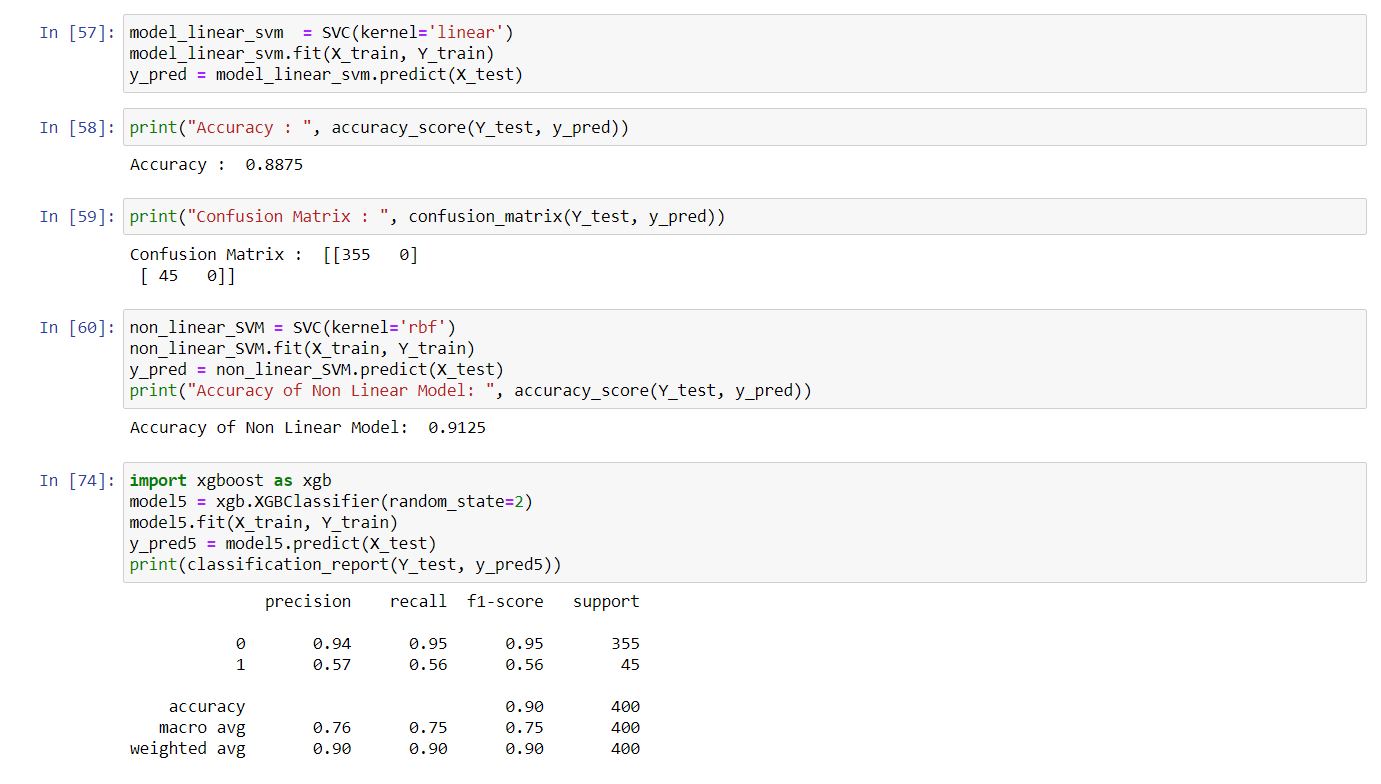 In [57]: model_linear_svm  = SVC(kernel='linear')
model_linear_svm.fit(X_train, Y_train)
y_pred = model_linear_svm.predict(X_test)
In [58]: print("Accuracy : ", accuracy_score(Y_test, y_pred))
Accuracy :  0.8875
In [59]: print("Confusion Matrix : ", confusion_matrix(Y_test, y_pred))
Confusion Matrix :  [[355   0]
 [ 45   0]]
In [60]: non_linear_SVM = SVC(kernel='rbf')
non_linear_SVM.fit(X_train, Y_train)
y_pred = non_linear_SVM.predict(X_test)
print("Accuracy of Non Linear Model: ", accuracy_score(Y_test, y_pred))
Accuracy of Non Linear Model:  0.9125
In [74]: import xgboost as xgb
model5 = xgb.XGBClassifier(random_state=2)
model5.fit(X_train, Y_train)
y_pred5 = model5.predict(X_test)
print(classification_report(Y_test, y_pred5))
              precision    recall  f1-score   support
           0       0.94      0.95      0.95       355
           1       0.57      0.56      0.56        45
    accuracy                           0.90       400
   macro avg       0.76      0.75      0.75       400
weighted avg       0.90      0.90      0.90       400